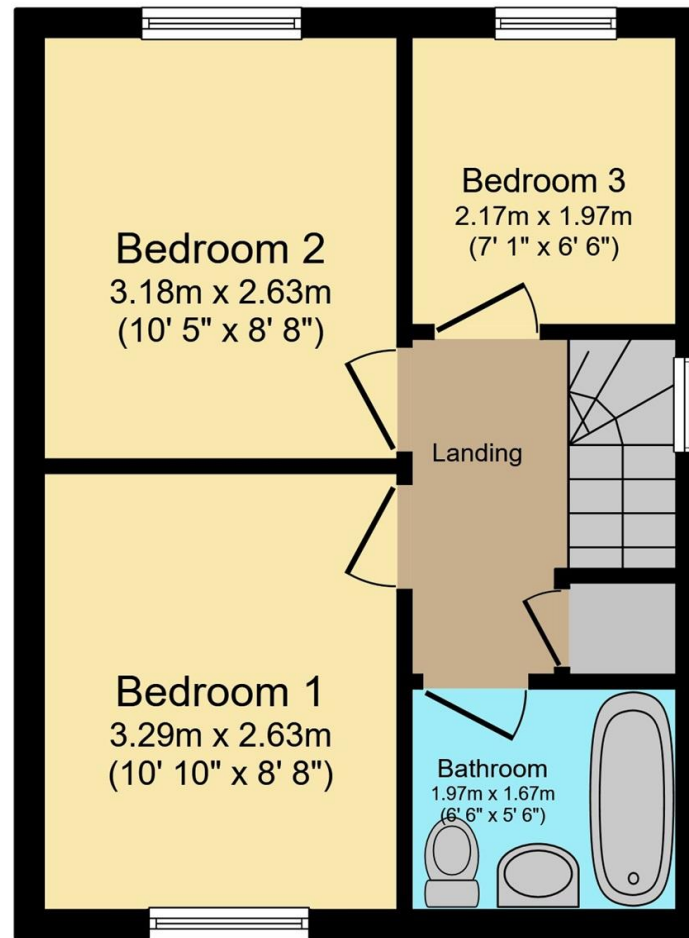 Bedroom 2
3.18m x 2.63m
(10' 5" x 8' 8")
Bedroom 3
2.17m x 1.97m
(7' 1" x 6' 6")
Landing
Bedroom 1
3.29m x 2.63m
(10' 10" x 8' 8")
Bathroom
1.97m x 1.67m
(6' 6" x 5' 6")